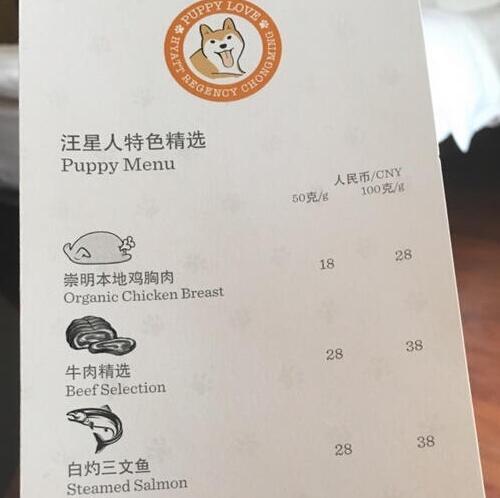 PUPPY LOVE
HYATT REGENCY CHONGMING
汪星人特色精选
Puppy Menu
人民币/CNY
50克/g 100克/g
崇明本地鸡胸肉 18 28
Organic Chicken Breast
牛肉精选 28 38
Beef Selection
白灼三文鱼 28 38
Steamed Salmon